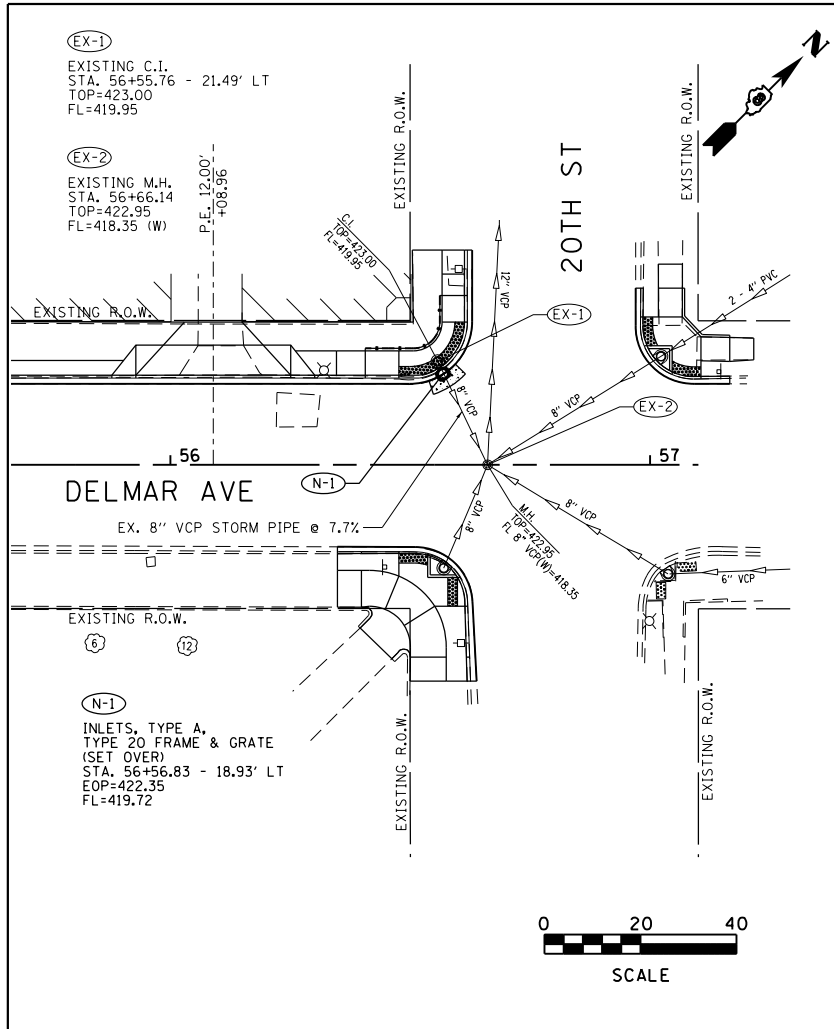 EX-1
EXISTING C.I.
STA. 56+55.76 - 21.49' LT
TOP=423.00
FL=419.95
EX-2
EXISTING M.H.
STA. 56+66.14
TOP=422.95
FL=418.35 (W)
P.E. 12.00'
+08.96
EXISTING R.O.W.
20TH ST
EXISTING R.O.W.
N
C.I.
TOP=423.00
FL=419.95
12" VCP
2 - 4" PVC
EXISTING R.O.W.
EX-1
8" VCP
8" VCP
EX-2
56
57
N-1
DELMAR AVE
EX. 8" VCP STORM PIPE @ 7.7%
8" VCP
M.H.
TOP=422.95
FL 8" VCP(W)=418.35
8" VCP
6" VCP
EXISTING R.O.W.
6
12
N-1
INLETS, TYPE A,
TYPE 20 FRAME & GRATE
(SET OVER)
STA. 56+56.83 - 18.93' LT
EOP=422.35
FL=419.72
EXISTING R.O.W.
EXISTING R.O.W.
0 20 40
SCALE